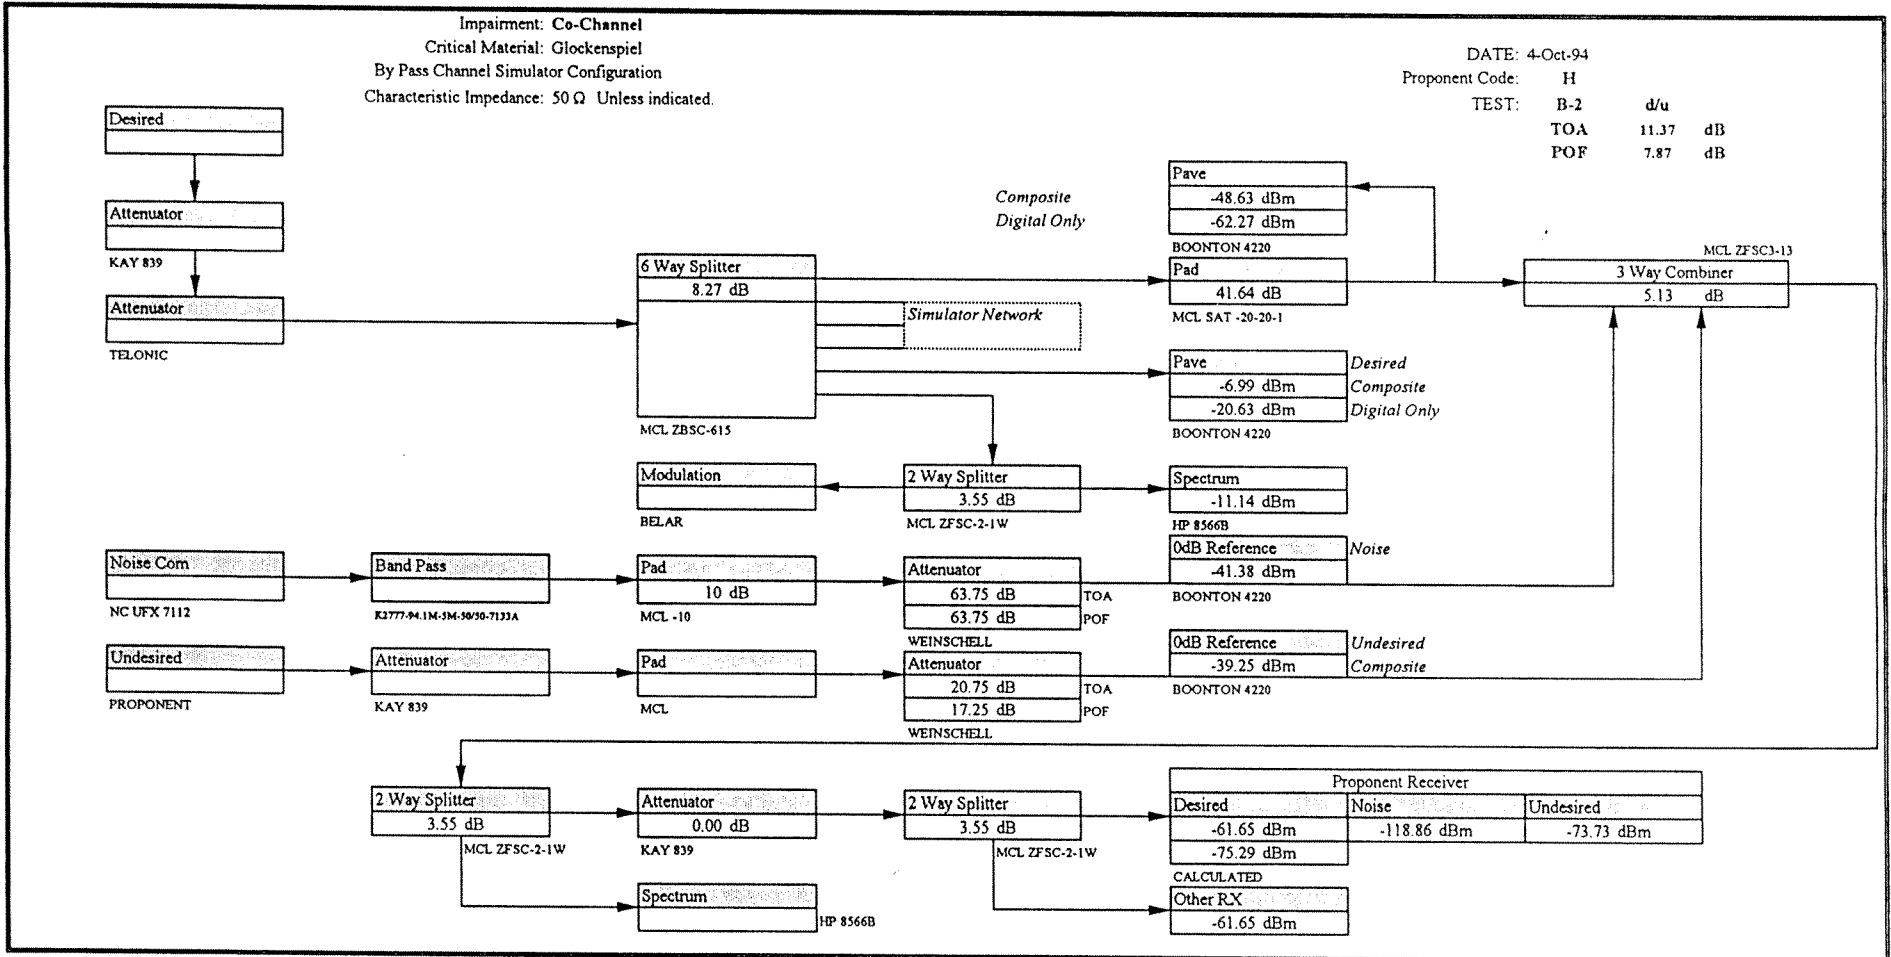 Impairment: Co-Channel
Critical Material: Glockenspiel
By Pass Channel Simulator Configuration
Characteristic Impedance: 50 Ω Unless indicated.
DATE: 4-Oct-94
Proponent Code: H
TEST: B-2 d/u
TOA 11.37 dB
POF 7.87 dB
Desired
Attenuator
KAY 839
Attenuator
TELONIC
6 Way Splitter
8.27 dB
MCL ZBSC-615
Simulator Network
Composite
Digital Only
Pave
-48.63 dBm
-62.27 dBm
BOONTON 4220
Pad
41.64 dB
MCL SAT -20-20-1
MCL ZFSC3-13
3 Way Combiner
5.13 dB
Pave
-6.99 dBm
-20.63 dBm
BOONTON 4220
Desired
Composite
Digital Only
Modulation
BELAR
2 Way Splitter
3.55 dB
MCL ZFSC-2-1W
Spectrum
-11.14 dBm
HP 8566B
Noise Com
NC UFX 7112
Band Pass
K2777-94.1M-5M-50/50-7133A
Pad
10 dB
MCL -10
Attenuator
63.75 dB TOA
63.75 dB POF
WEINSCHELL
0dB Reference Noise
-41.38 dBm
BOONTON 4220
Undesired
PROPONENT
Attenuator
KAY 839
Pad
MCL
Attenuator
20.75 dB TOA
17.25 dB POF
WEINSCHELL
0dB Reference Undesired
-39.25 dBm Composite
BOONTON 4220
2 Way Splitter
3.55 dB
MCL ZFSC-2-1W
Attenuator
0.00 dB
KAY 839
2 Way Splitter
3.55 dB
MCL ZFSC-2-1W
Proponent Receiver
Desired Noise Undesired
-61.65 dBm -118.86 dBm -73.73 dBm
-75.29 dBm
CALCULATED
Spectrum
HP 8566B
Other RX
-61.65 dBm